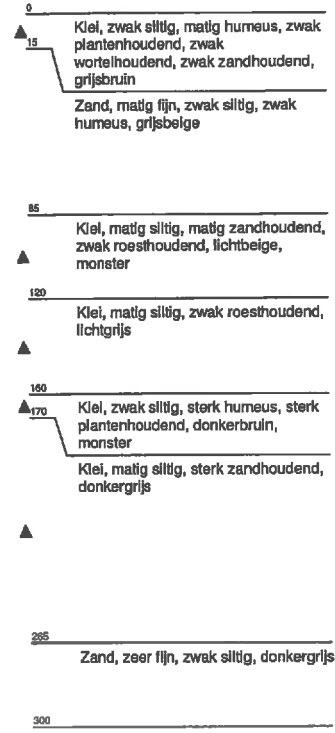 0
Klei, zwak siltig, matig humeus, zwak
15
plantenhoudend, zwak
wortelhoudend, zwak zandhoudend,
grijsbruin
Zand, matig fijn, zwak siltig, zwak
humeus, grijsbeige
85
Klei, matig siltig, matig zandhoudend,
zwak roesthoudend, lichtbeige,
monster
120
Klei, matig siltig, zwak roesthoudend,
lichtgrijs
160
170
Klei, zwak siltig, sterk humeus, sterk
plantenhoudend, donkerbruin,
monster
Klei, matig siltig, sterk zandhoudend,
donkergrijs
265
Zand, zeer fijn, zwak siltig, donkergrijs
300